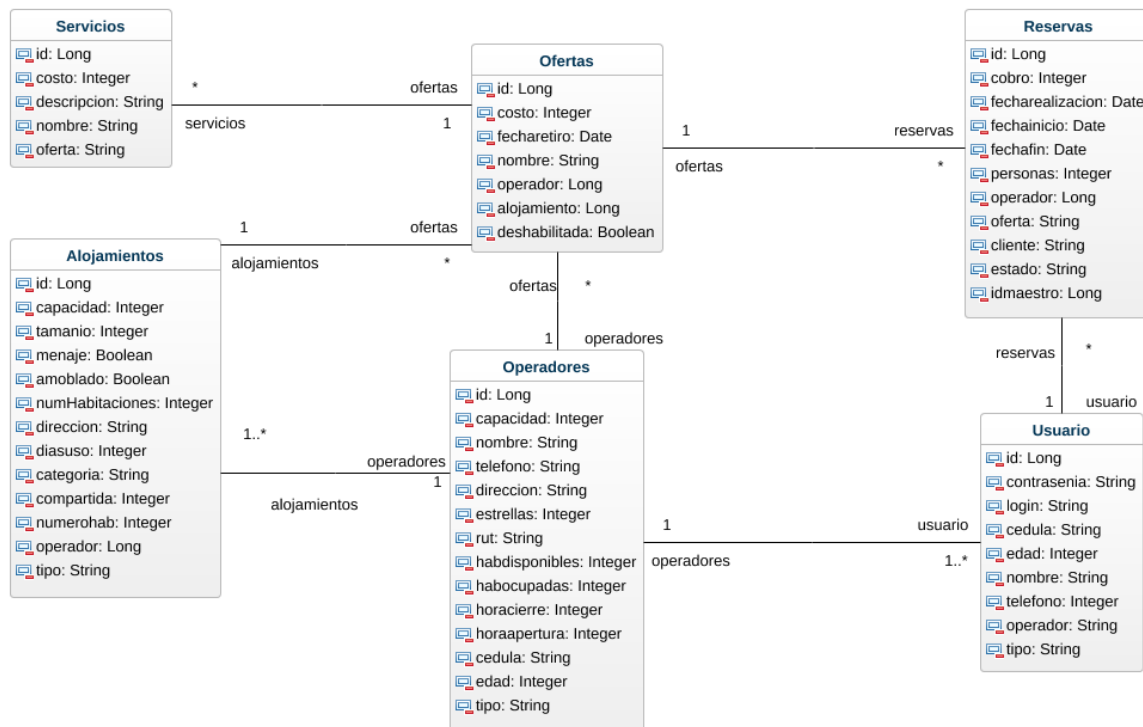 Servicios
id: Long
costo: Integer
descripcion: String
nombre: String
oferta: String
*
servicios
ofertas
1
Ofertas
id: Long
costo: Integer
fecharetiro: Date
nombre: String
operador: Long
alojamiento: Long
deshabilitada: Boolean
1
ofertas
reservas
*
Reservas
id: Long
cobro: Integer
fecharealizacion: Date
fechainicio: Date
fechafin: Date
personas: Integer
operador: Long
oferta: String
cliente: String
estado: String
idmaestro: Long
1
alojamientos
ofertas
*
Alojamientos
id: Long
capacidad: Integer
tamanio: Integer
menaje: Boolean
amoblado: Boolean
numHabitaciones: Integer
direccion: String
diasuso: Integer
categoria: String
compartida: Integer
numerohab: Integer
operador: Long
tipo: String
ofertas
*
1
operadores
1..*
alojamientos
operadores
1
Operadores
id: Long
capacidad: Integer
nombre: String
telefono: String
direccion: String
estrellas: Integer
rut: String
habdisponibles: Integer
habocupadas: Integer
horacierre: Integer
horaapertura: Integer
cedula: String
edad: Integer
tipo: String
reservas
*
1
usuario
1
operadores
usuario
1..*
Usuario
id: Long
contrasenia: String
login: String
cedula: String
edad: Integer
nombre: String
telefono: Integer
operador: String
tipo: String